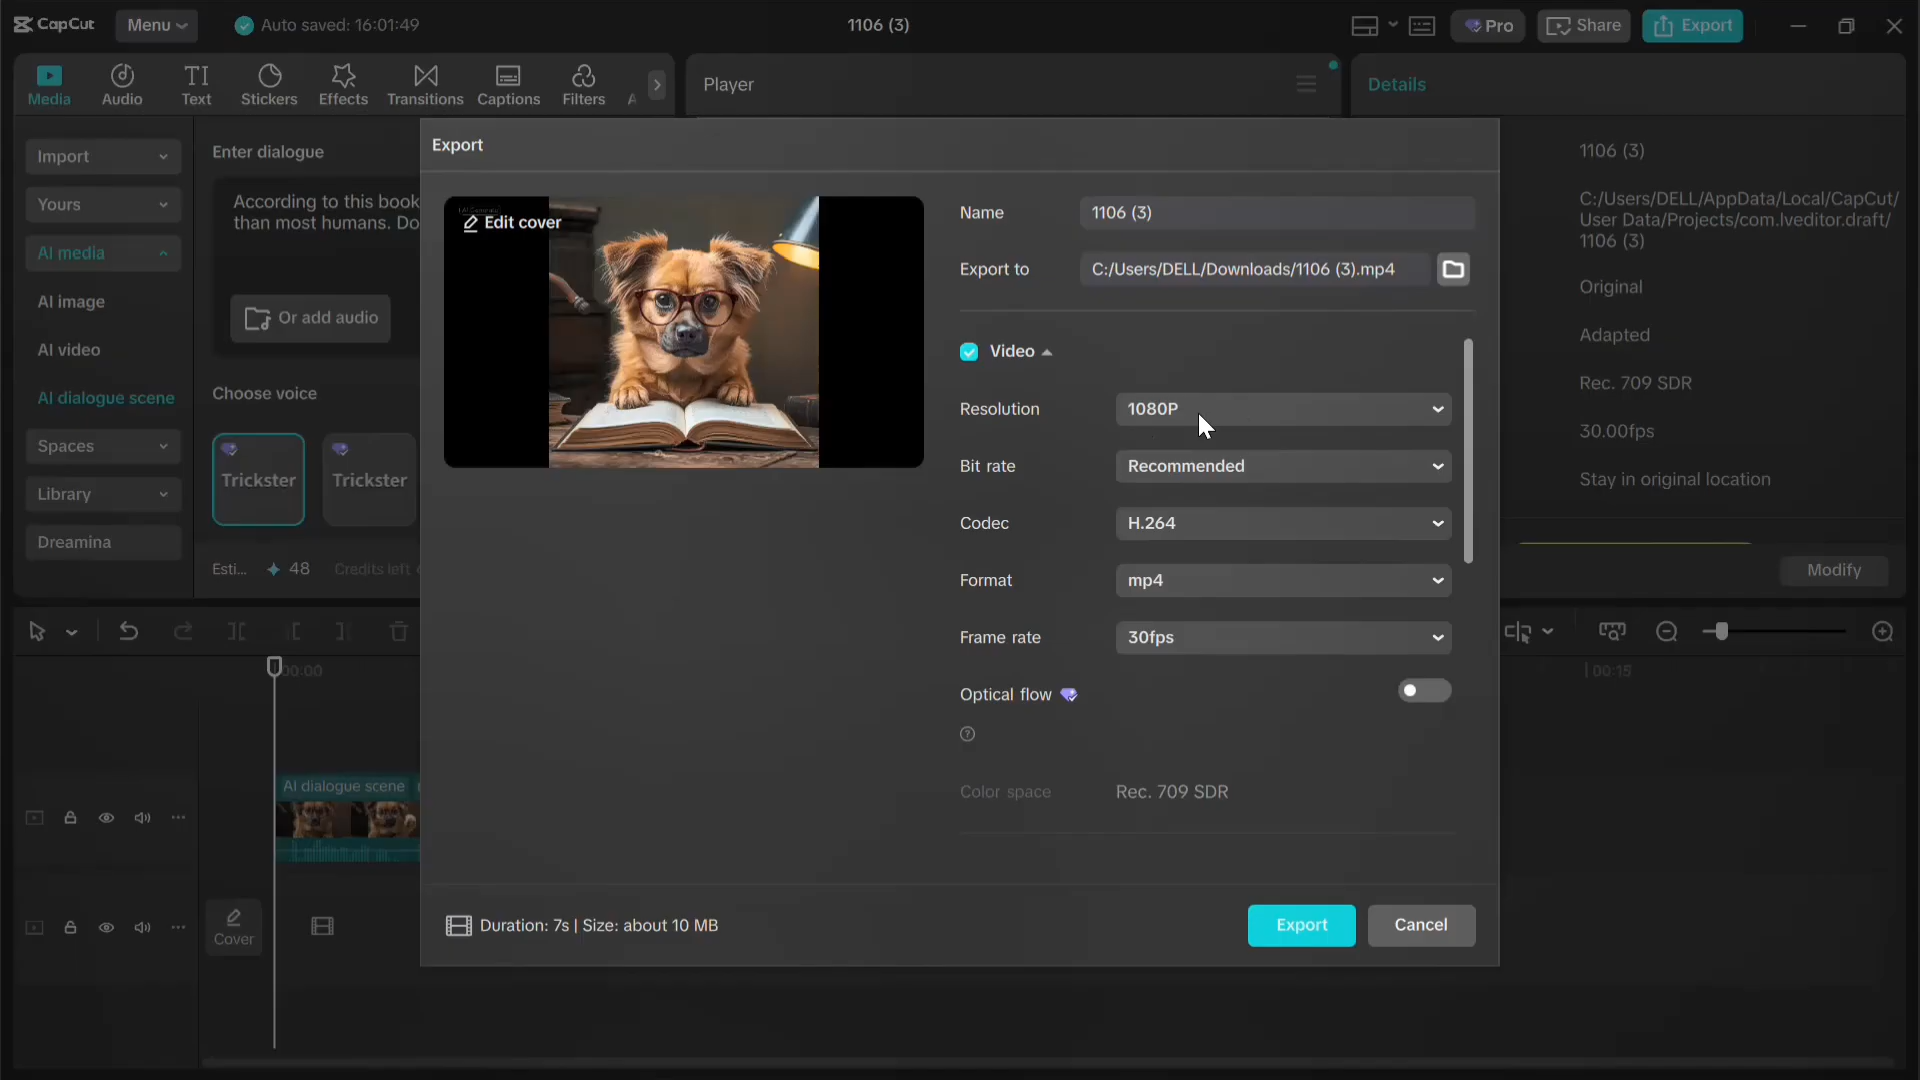 CapCut
Menu
Auto saved: 16:01:49
1106 (3)
Pro
Share
Export
Media
Audio
Text
Stickers
Effects
Transitions
Captions
Filters
Player
Details
Import
Yours
AI media
AI image
AI video
AI dialogue scene
Spaces
Library
Dreamina
Enter dialogue
According to this book
than most humans. Do
Or add audio
Choose voice
Trickster
Trickster
Esti... 48 Credits left
Export
Edit cover
Name
1106 (3)
Export to
C:/Users/DELL/Downloads/1106 (3).mp4
Video
Resolution
1080P
Bit rate
Recommended
Codec
H.264
Format
mp4
Frame rate
30fps
Optical flow
Color space
Rec. 709 SDR
Duration: 7s | Size: about 10 MB
Export
Cancel
1106 (3)
C:/Users/DELL/AppData/Local/CapCut/
User Data/Projects/com.lveditor.draft/
1106 (3)
Original
Adapted
Rec. 709 SDR
30.00fps
Stay in original location
Modify
00:00
00:15
AI dialogue scene
Cover